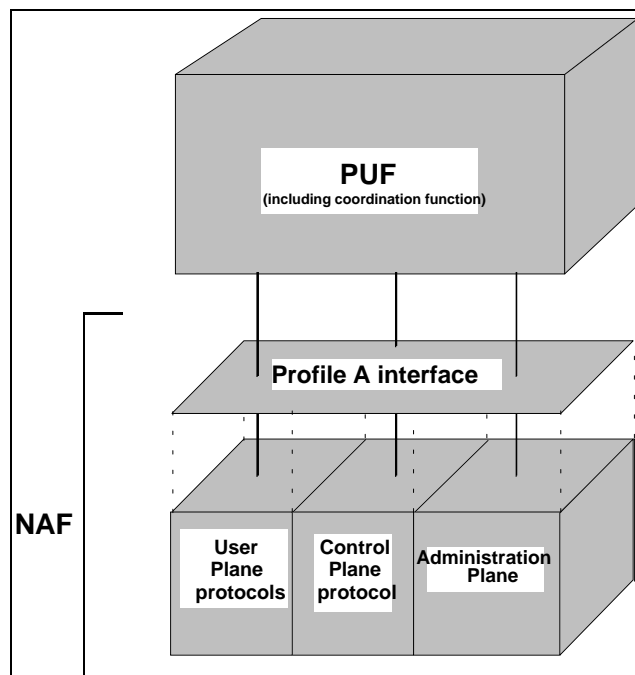 PUF
(including coordination function)
Profile A interface
NAF
User
Plane
protocols
Control
Plane
protocol
Administration
Plane